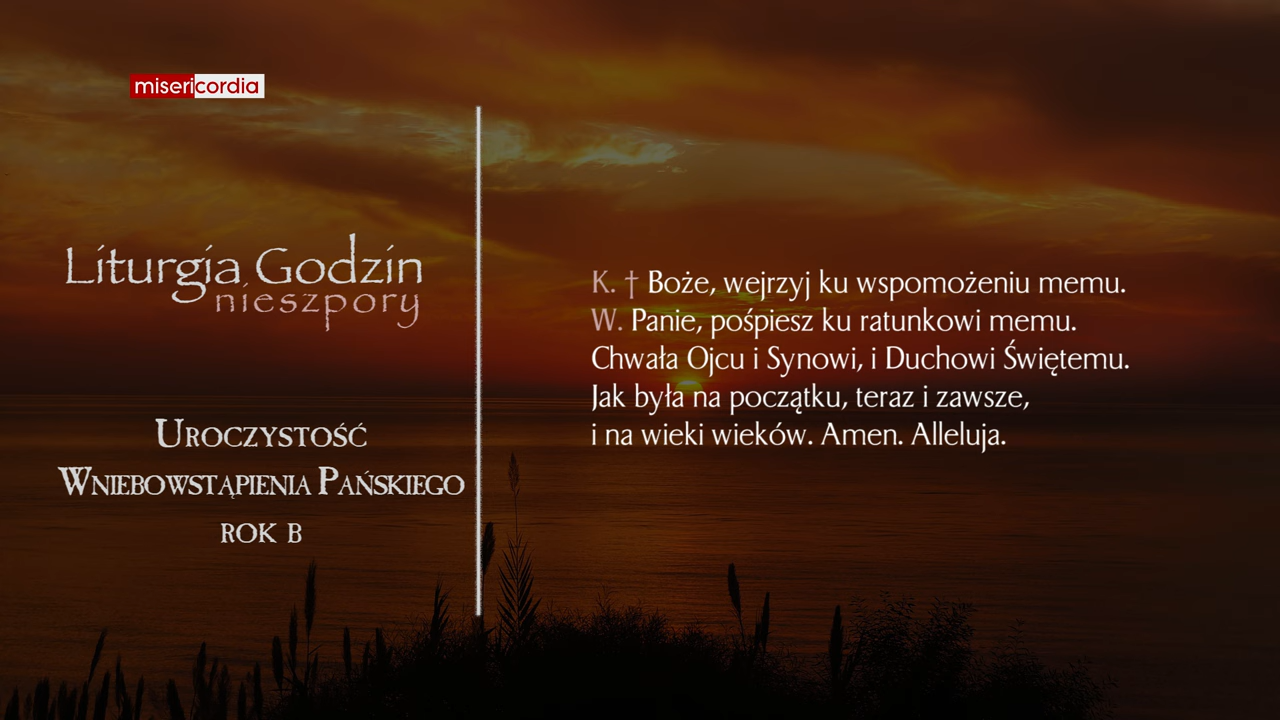 misericordia
Liturgia Godzin
nieszpory
Uroczystość
Wniebowstąpienia Pańskiego
rok B
K. † Boże, wejrzyj ku wspomożeniu memu.
W. Panie, pośpiesz ku ratunkowi memu.
Chwała Ojcu i Synowi, i Duchowi Świętemu.
Jak była na początku, teraz i zawsze,
i na wieki wieków. Amen. Alleluja.